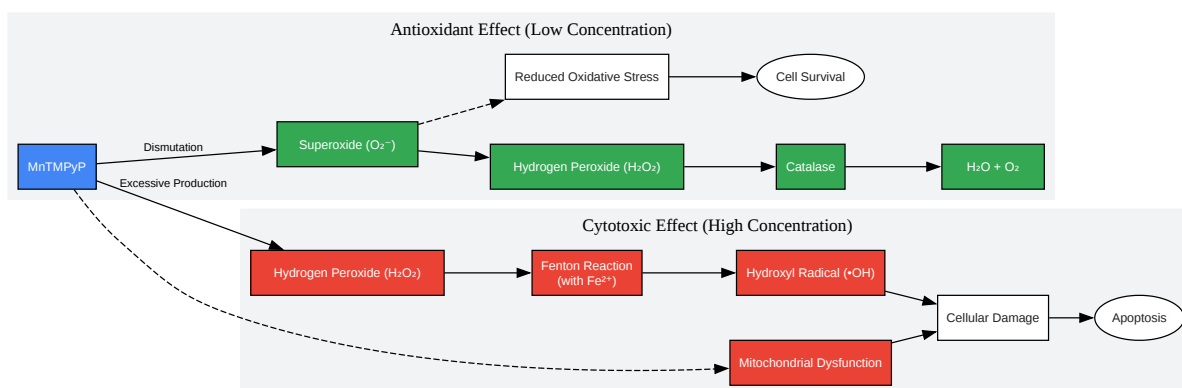 Antioxidant Effect (Low Concentration)
Reduced Oxidative Stress
Cell Survival
Dismutation
Superoxide (O₂⁻)
MnTMPyP
Hydrogen Peroxide (H₂O₂)
Catalase
H₂O + O₂
Excessive Production
Cytotoxic Effect (High Concentration)
Hydrogen Peroxide (H₂O₂)
Fenton Reaction
(with Fe²⁺)
Hydroxyl Radical (•OH)
Cellular Damage
Apoptosis
Mitochondrial Dysfunction